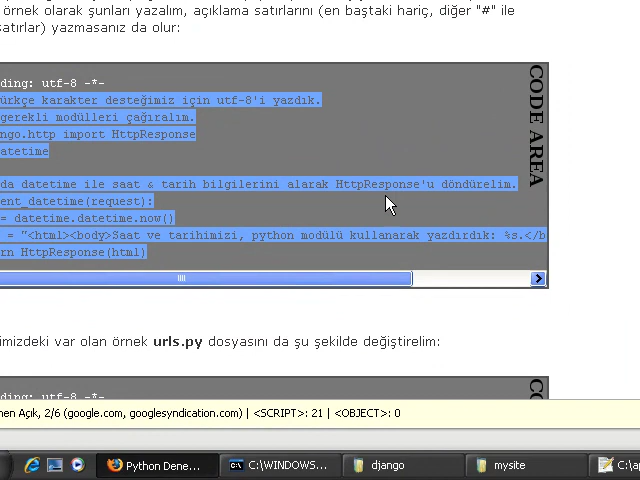 örnek olarak şunları yazalım, açıklama satırlarını (en baştaki hariç, diğer "#" ile
satırlar) yazmasanız da olur:
ding: utf-8 -*-
ürkçe karakter desteğimiz için utf-8'i yazdık.
gerekli modülleri çağıralım.
ngo.http import HttpResponse
atetime
da datetime ile saat & tarih bilgilerini alarak HttpResponse'u döndürelim.
ent_datetime(request):
= datetime.datetime.now()
= "<html><body>Saat ve tarihimizi, python modülü kullanarak yazdırdık: %s.</b
rn HttpResponse(html)
CODE AREA
imizdeki var olan örnek urls.py dosyasını da şu şekilde değiştirelim:
ding: utf-8 -*-
CO
men Açık, 2/6 (google.com, googlesyndication.com) | <SCRIPT>: 21 | <OBJECT>: 0
Python Dene...
C:\WINDOWS...
django
mysite
C:\ap